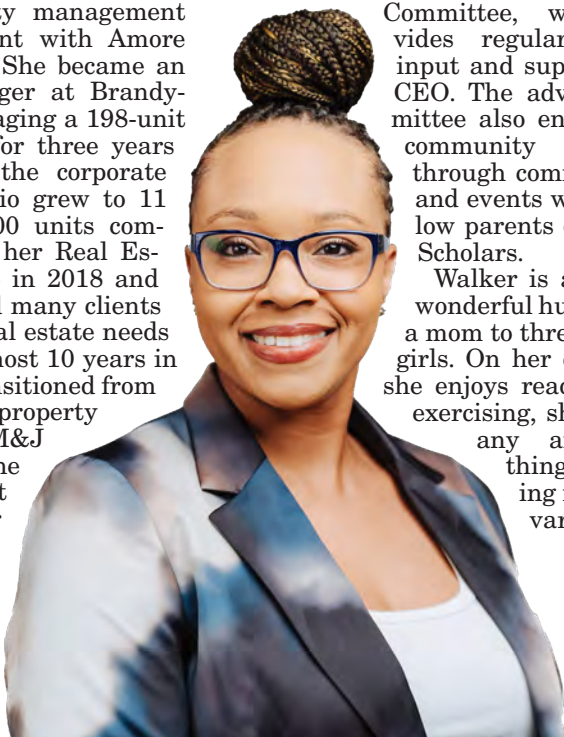 management
nt with Amore
She became an
ger at Brandy-
aging a 198-unit
for three years
the corporate
io grew to 11
00 units com-
her Real Es-
in 2018 and
many clients
al estate needs
most 10 years in
nsitioned from
property
M&J
Committee,
vides regular
input and sup
CEO. The adv
mittee also en
community
through com
and events w
low parents
Scholars.
Walker is a
wonderful hu
a mom to thre
girls. On her
she enjoys rea
exercising, sh
any
thing
ing
var